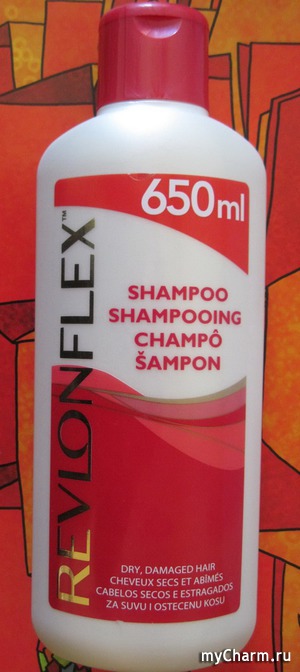 650ml
REVLONFLEX™
SHAMPOO
SHAMPOOING
CHAMPÔ
ŠAMPON
DRY, DAMAGED HAIR
CHEVEUX SECS ET ABÎMÉS
CABELOS SECOS E ESTRAGADOS
ZA SUVU I OSTECENU KOSU
myCharm.ru